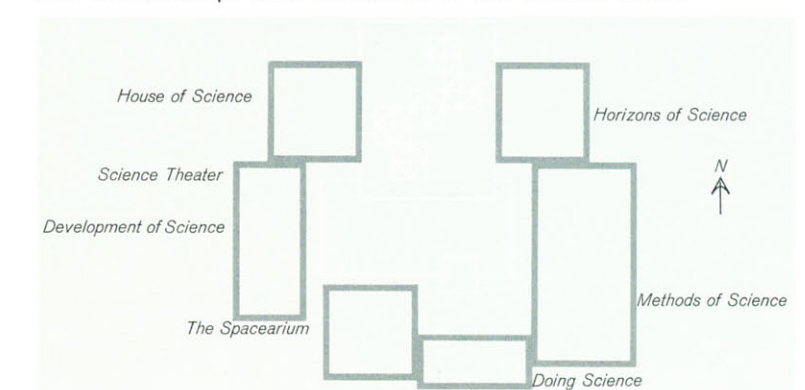 House of Science
Horizons of Science
Science Theater
N
Development of Science
Methods of Science
The Spacearium
Doing Science